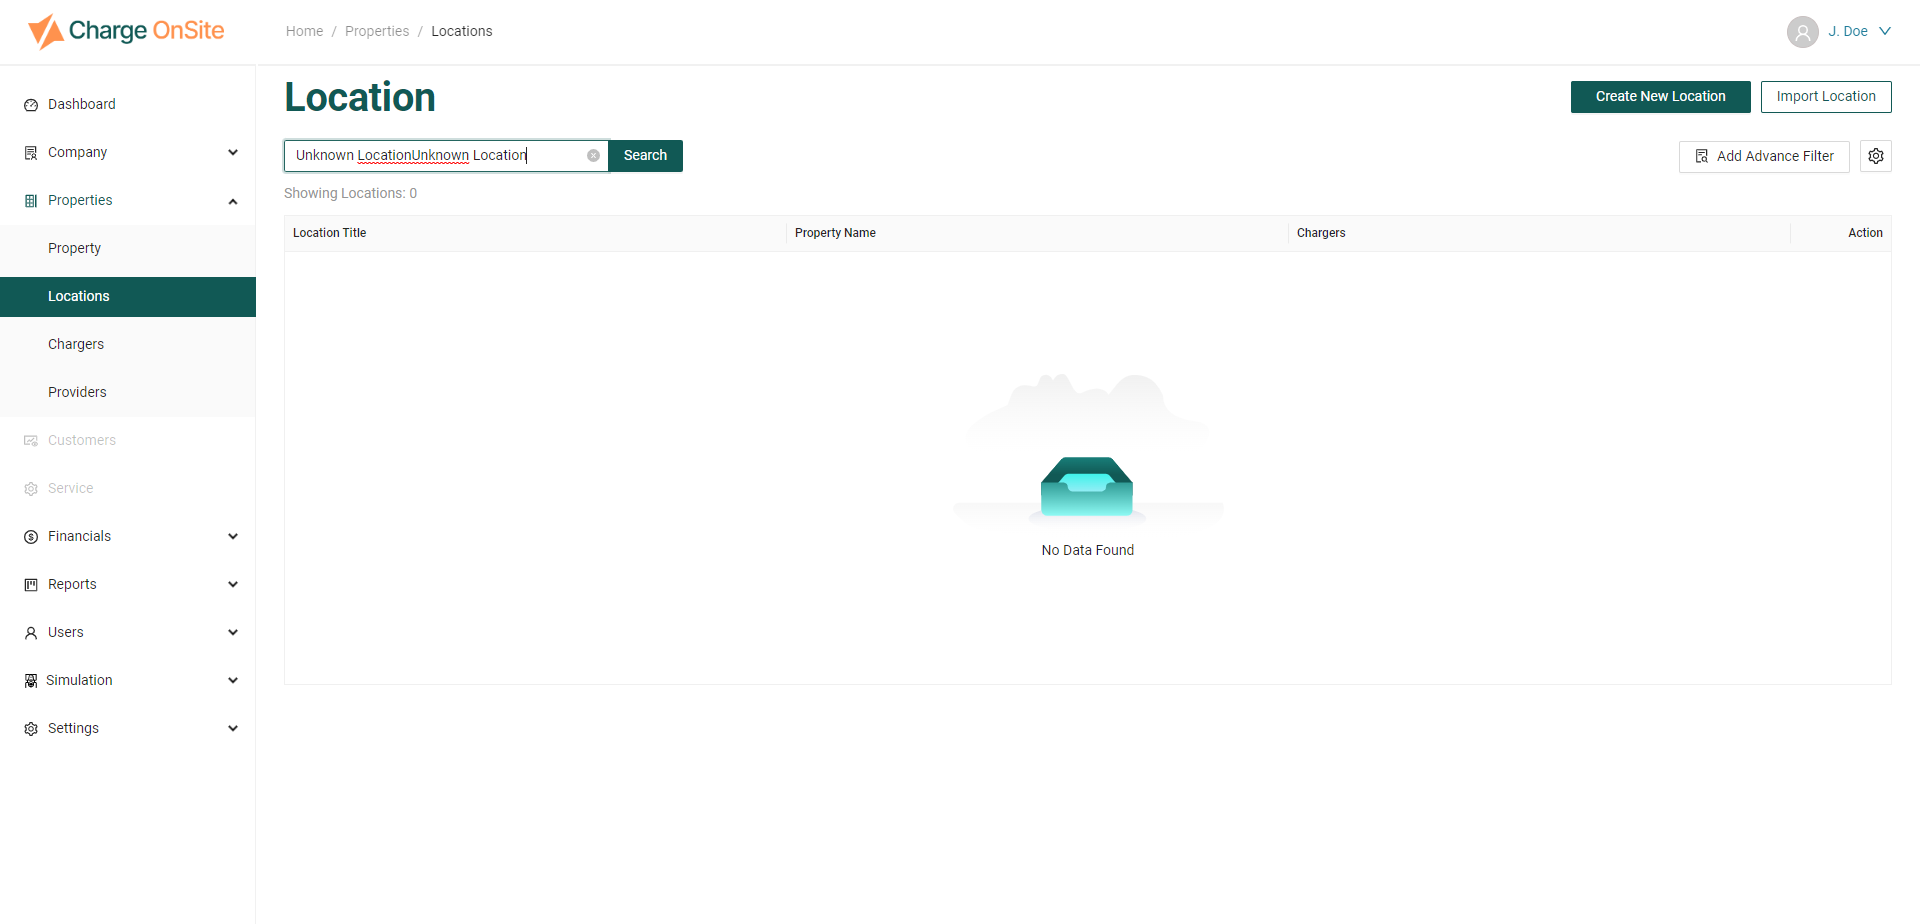 Charge OnSite
Home / Properties / Locations
J. Doe
Dashboard
Company
Properties
Property
Locations
Chargers
Providers
Customers
Service
Financials
Reports
Users
Simulation
Settings
Location
Create New Location
Import Location
Unknown LocationUnknown Location
Search
Add Advance Filter
Showing Locations: 0
Location Title Property Name Chargers Action
No Data Found